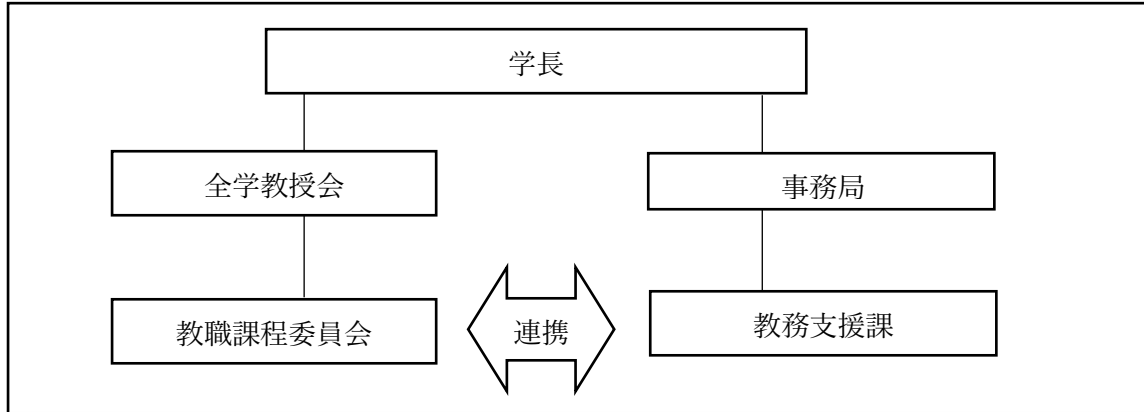 学長
全学教授会
事務局
教職課程委員会
連携
教務支援課